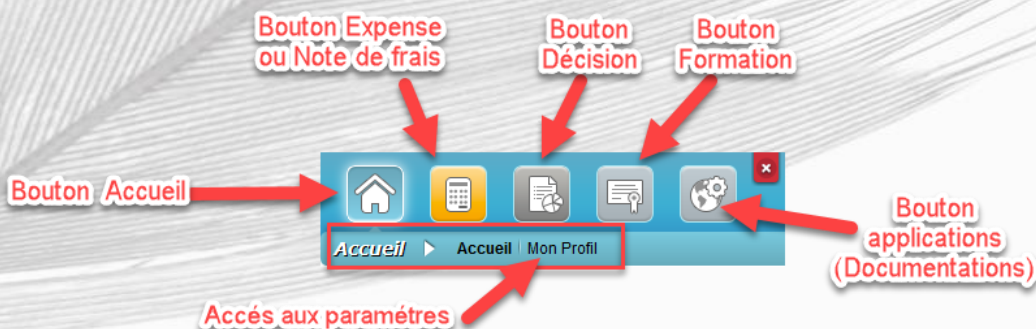 Bouton Expense
ou Note de frais
Bouton
Décision
Bouton
Formation
Bouton Accueil
Accueil Accueil Mon Profil
Bouton
applications
(Documentations)
Accés aux paramétres